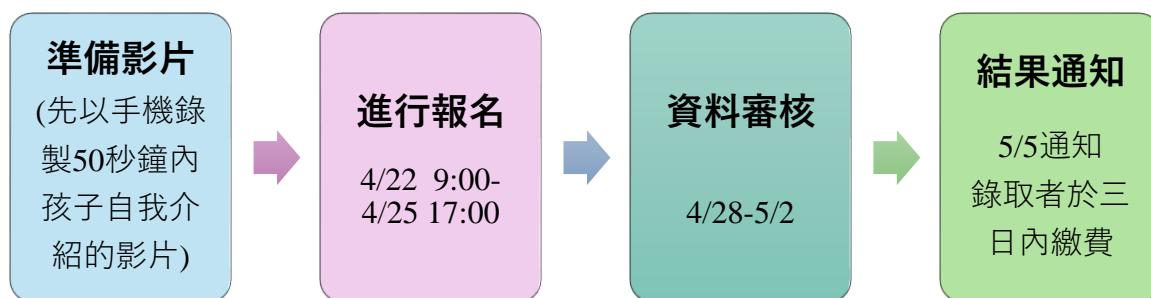 準備影片
(先以手機錄
製50秒鐘內
孩子自我介
紹的影片)
進行報名
4/22 9:00-
4/25 17:00
資料審核
4/28-5/2
結果通知
5/5通知
錄取者於三
日內繳費